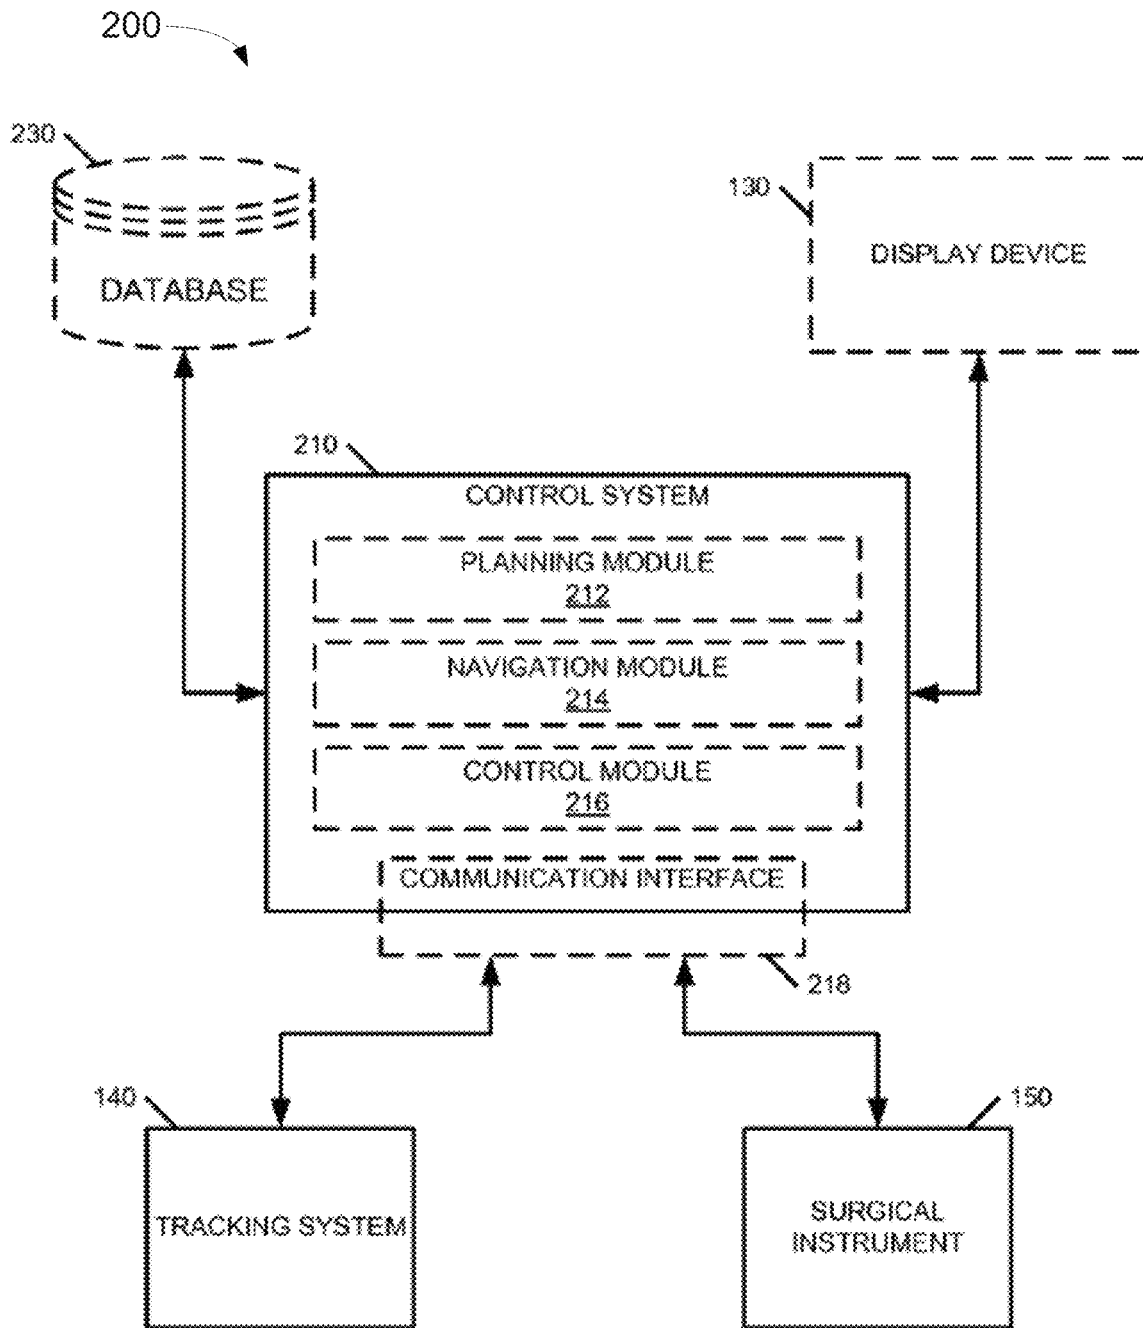 200
230
DATABASE
130
DISPLAY DEVICE
210
CONTROL SYSTEM
PLANNING MODULE
212
NAVIGATION MODULE
214
CONTROL MODULE
216
COMMUNICATION INTERFACE
218
140
TRACKING SYSTEM
150
SURGICAL
INSTRUMENT